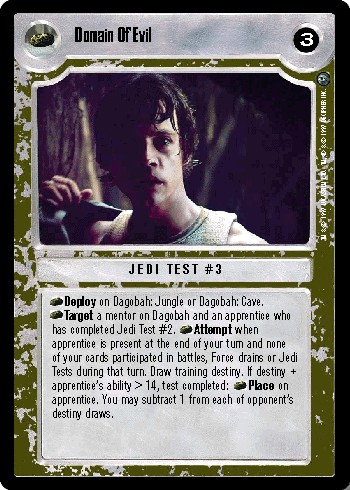 Domain Of Evil
3
JEDI TEST #3
Deploy on Dagobah: Jungle or Dagobah: Cave.
Target a mentor on Dagobah and an apprentice who
has completed Jedi Test #2. Attempt when
apprentice is present at the end of your turn and none
of your cards participated in battles, Force drains or Jedi
Tests during that turn. Draw training destiny. If destiny +
apprentice's ability > 14, test completed: Place on
apprentice. You may subtract 1 from each of opponent's
destiny draws.